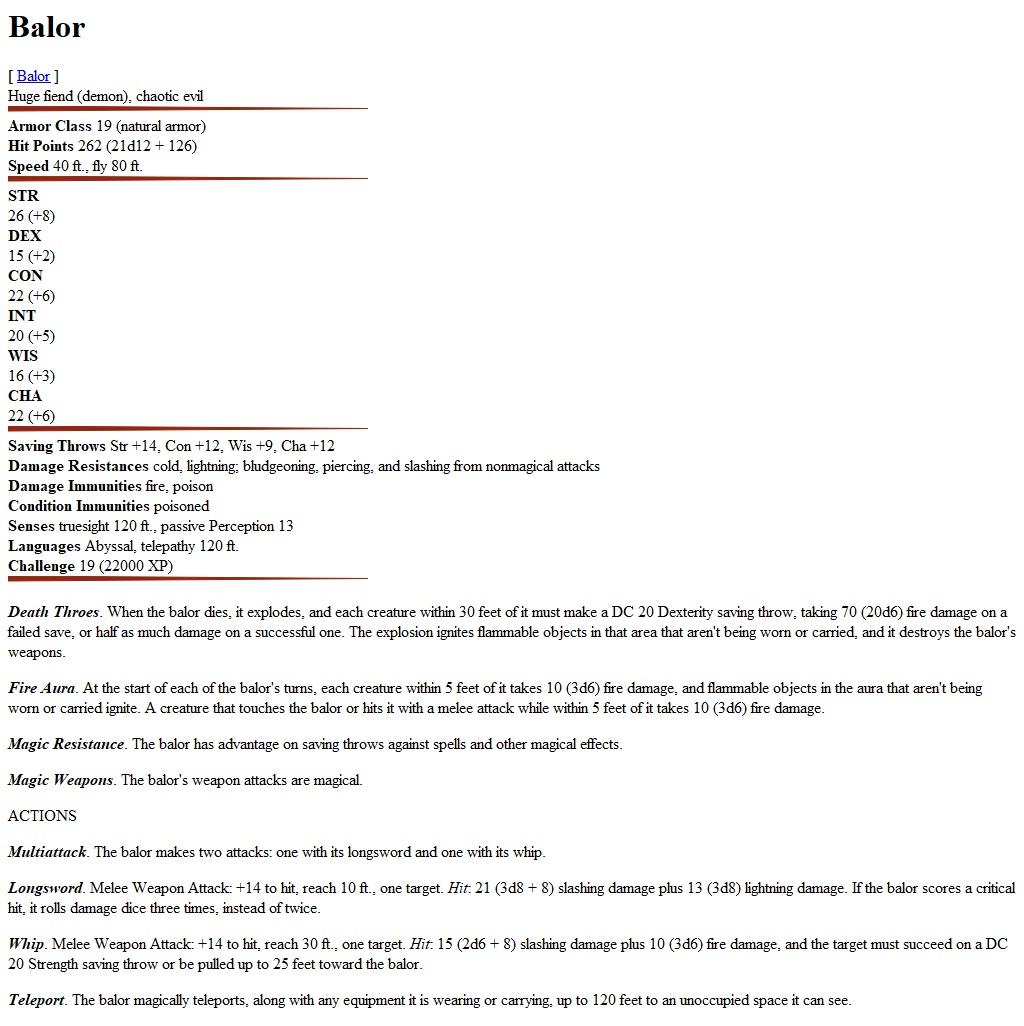 Balor
[ Balor ]
Huge fiend (demon), chaotic evil
Armor Class 19 (natural armor)
Hit Points 262 (21d12 + 126)
Speed 40 ft., fly 80 ft.
STR
26 (+8)
DEX
15 (+2)
CON
22 (+6)
INT
20 (+5)
WIS
16 (+3)
CHA
22 (+6)
Saving Throws Str +14, Con +12, Wis +9, Cha +12
Damage Resistances cold, lightning; bludgeoning, piercing, and slashing from nonmagical attacks
Damage Immunities fire, poison
Condition Immunities poisoned
Senses truesight 120 ft., passive Perception 13
Languages Abyssal, telepathy 120 ft.
Challenge 19 (22000 XP)
Death Throes. When the balor dies, it explodes, and each creature within 30 feet of it must make a DC 20 Dexterity saving throw, taking 70 (20d6) fire damage on a
failed save, or half as much damage on a successful one. The explosion ignites flammable objects in that area that aren't being worn or carried, and it destroys the balor's
weapons.
Fire Aura. At the start of each of the balor's turns, each creature within 5 feet of it takes 10 (3d6) fire damage, and flammable objects in the aura that aren't being
worn or carried ignite. A creature that touches the balor or hits it with a melee attack while within 5 feet of it takes 10 (3d6) fire damage.
Magic Resistance. The balor has advantage on saving throws against spells and other magical effects.
Magic Weapons. The balor's weapon attacks are magical.
ACTIONS
Multiattack. The balor makes two attacks: one with its longsword and one with its whip.
Longsword. Melee Weapon Attack: +14 to hit, reach 10 ft., one target. Hit: 21 (3d8 + 8) slashing damage plus 13 (3d8) lightning damage. If the balor scores a critical
hit, it rolls damage dice three times, instead of twice.
Whip. Melee Weapon Attack: +14 to hit, reach 30 ft., one target. Hit: 15 (2d6 + 8) slashing damage plus 10 (3d6) fire damage, and the target must succeed on a DC
20 Strength saving throw or be pulled up to 25 feet toward the balor.
Teleport. The balor magically teleports, along with any equipment it is wearing or carrying, up to 120 feet to an unoccupied space it can see.